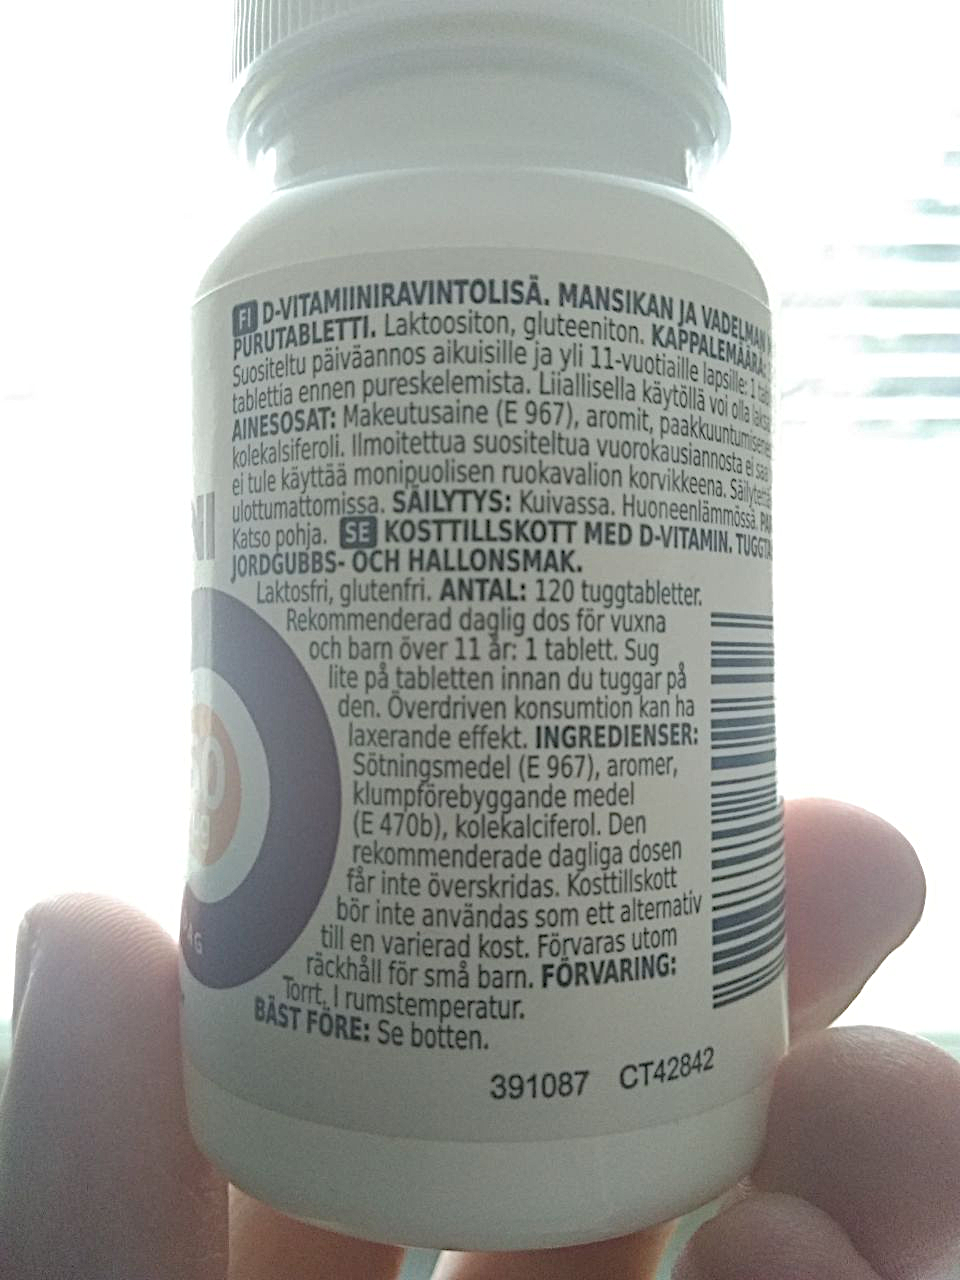 FI D-VITAMIINIRAVINTOLISÄ. MANSIKAN JA VADELMAN
PURUTABLETTI. Laktoositon, gluteeniton. KAPPALEMÄÄRÄ:
Suositeltu päiväannos aikuisille ja yli 11-vuotiaille lapsille: 1
tablettia ennen pureskelemista. Liiallisella käytöllä voi olla
AINESOSAT: Makeutusaine (E 967), aromit,
kolekalsiferoli. Ilmoitettua suositeltua vuorokausiannosta ei saa
ei tule käyttää monipuolisen ruokavalion korvikkeena.
ulottumattomissa. SÄILYTYS: Kuivassa. Huoneenlämmössä.
Katso pohja. SE KOSTTILLSKOTT MED D-VITAMIN.
JORDGUBBS- OCH HALLONSMAK.
Laktosfri, glutenfri. ANTAL: 120 tuggtabletter.
Rekommenderad daglig dos för vuxna
och barn över 11 år: 1 tablett. Sug
lite på tabletten innan du tuggar på
den. Överdriven konsumtion kan ha
laxerande effekt. INGREDIENSER:
Sötningsmedel (E 967), aromer,
klumpförebyggande medel
(E 470b), kolekalciferol. Den
rekommenderade dagliga dosen
får inte överskridas. Kosttillskott
bör inte användas som ett alternativ
till en varierad kost. Förvaras utom
räckhåll för små barn. FÖRVARING:
Torrt. I rumstemperatur.
BÄST FÖRE: Se botten.
391087 CT42842